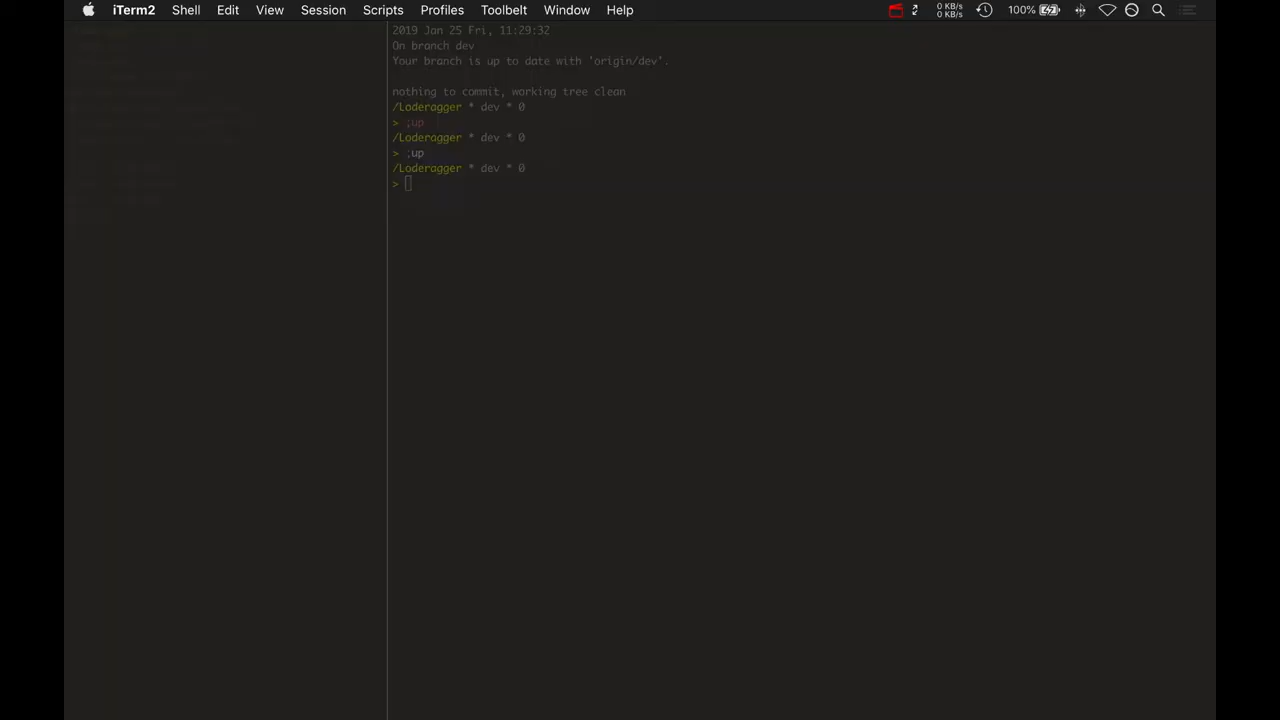 iTerm2 Shell Edit View Session Scripts Profiles Toolbelt Window Help 0 KB/s 0 KB/s 100%
2019 Jan 25 Fri, 11:29:32
On branch dev
Your branch is up to date with 'origin/dev'.
nothing to commit, working tree clean
/Loderagger * dev * 0
> ;up
/Loderagger * dev * 0
> ;up
/Loderagger * dev * 0
>